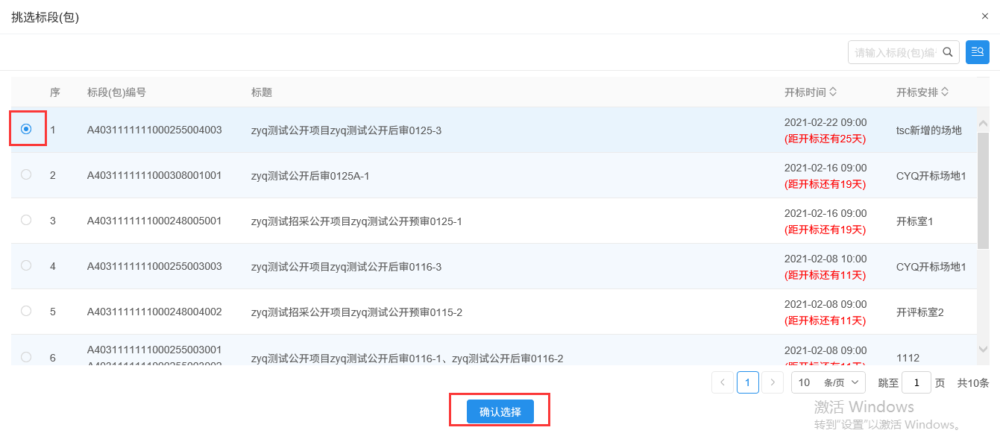 挑选标段(包)
×
请输入标段(包)编
序 标段(包)编号 标题 开标时间 开标安排
1 A4031111111000255004003 zyq测试公开项目zyq测试公开后审0125-3 2021-02-22 09:00 tsc新增的场地
(距开标还有25天)
2 A4031111111000308001001 zyq测试公开后审0125A-1 2021-02-16 09:00 CYQ开标场地1
(距开标还有19天)
3 A4031111111000248005001 zyq测试招采公开项目zyq测试公开预审0125-1 2021-02-16 09:00 开标室1
(距开标还有19天)
4 A4031111111000255003003 zyq测试公开项目zyq测试公开后审0116-3 2021-02-08 10:00 CYQ开标场地1
(距开标还有11天)
5 A4031111111000248004002 zyq测试招采公开项目zyq测试公开预审0115-2 2021-02-08 09:00 开评标室2
(距开标还有11天)
6 A4031111111000255003001 zyq测试公开项目zyq测试公开后审0116-1、zyq测试公开后审0116-2 2021-02-08 09:00 1112
A4031111111000255003002 (距开标还有11天)
1 10 条/页 跳至 1 页 共10条
确认选择
激活 Windows
转到“设置”以激活 Windows。